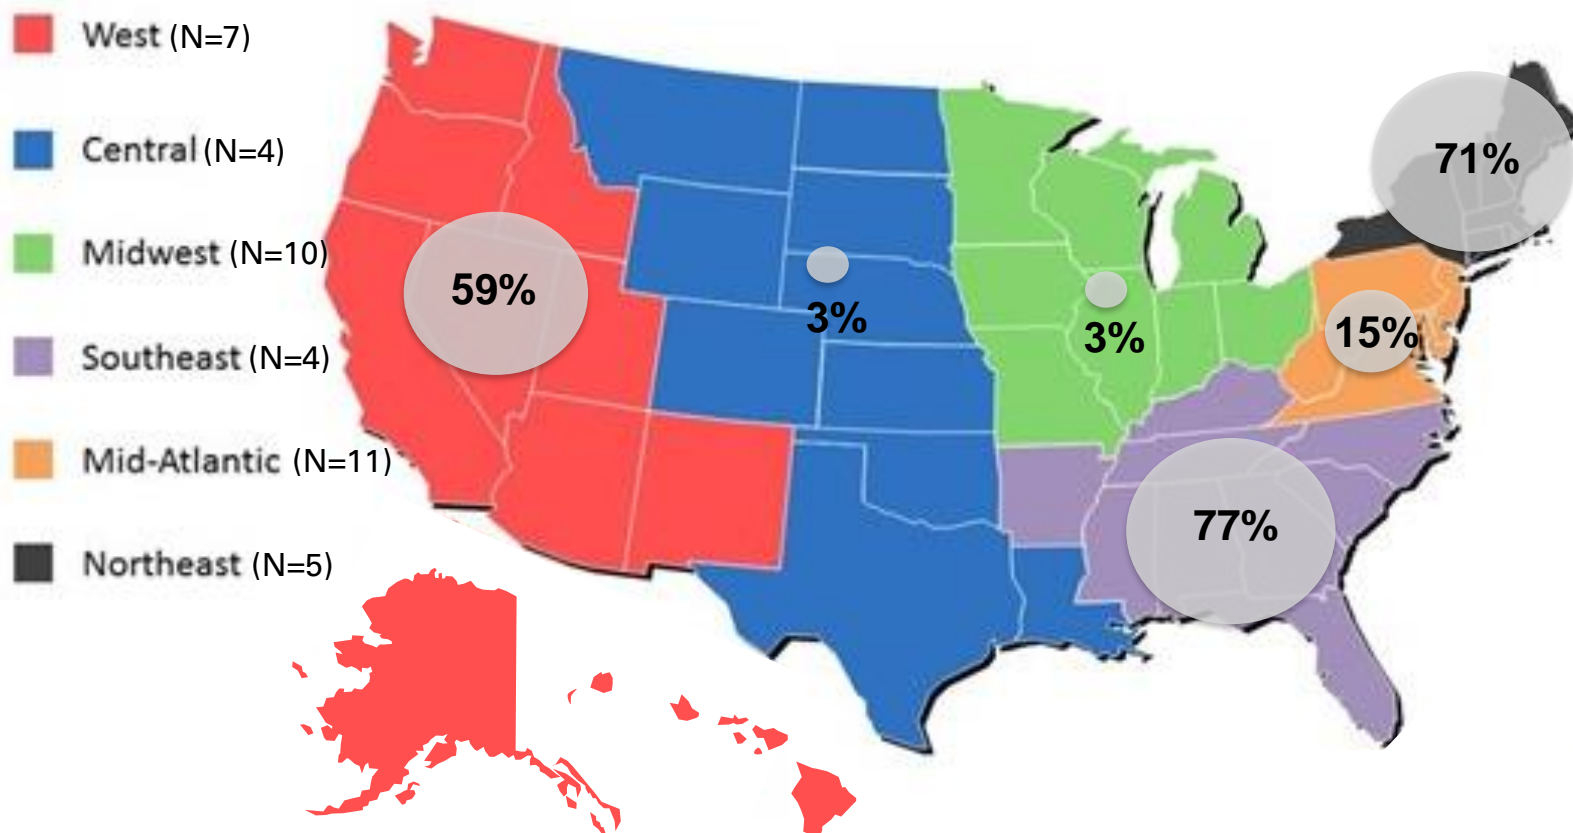 West (N=7)
Central (N=4)
Midwest (N=10)
Southeast (N=4)
Mid-Atlantic (N=11)
Northeast (N=5)
71%
59%
3%
3%
15%
77%